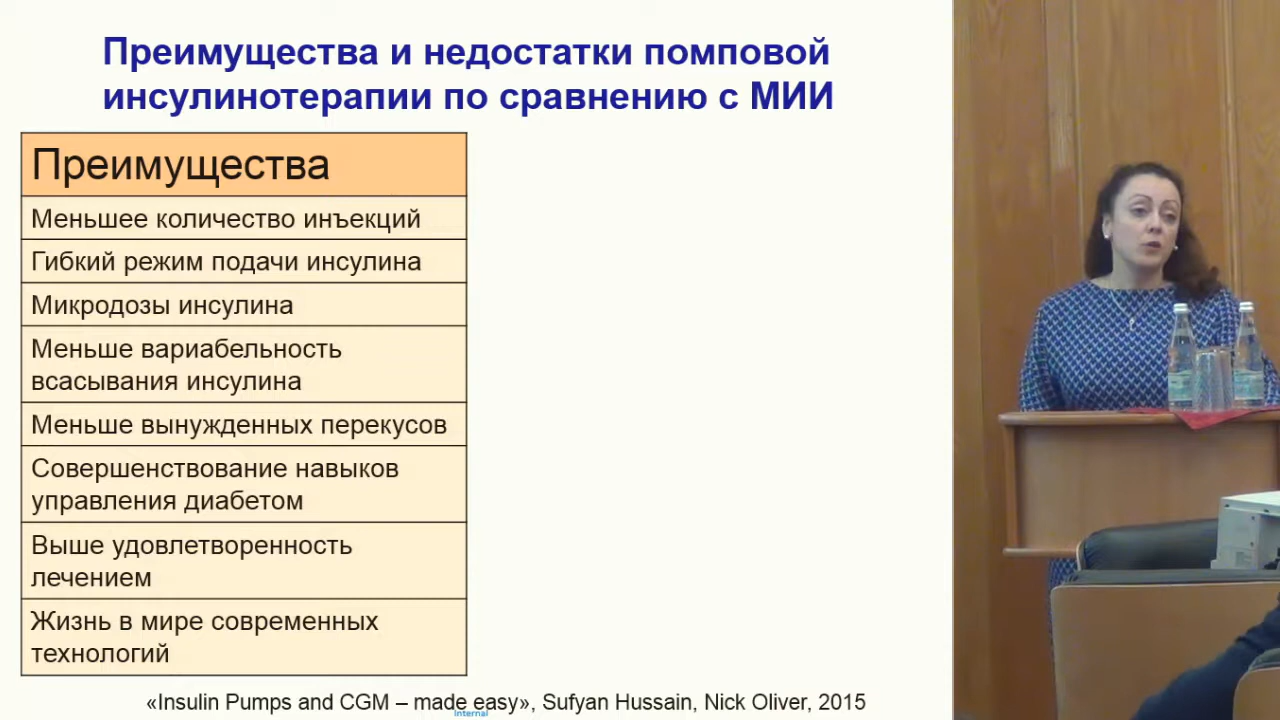 Преимущества и недостатки помповой
инсулинотерапии по сравнению с МИИ
Преимущества
Меньшее количество инъекций
Гибкий режим подачи инсулина
Микродозы инсулина
Меньше вариабельность
всасывания инсулина
Меньше вынужденных перекусов
Совершенствование навыков
управления диабетом
Выше удовлетворенность
лечением
Жизнь в мире современных
технологий
«Insulin Pumps and CGM – made easy», Sufyan Hussain, Nick Oliver, 2015
Internal